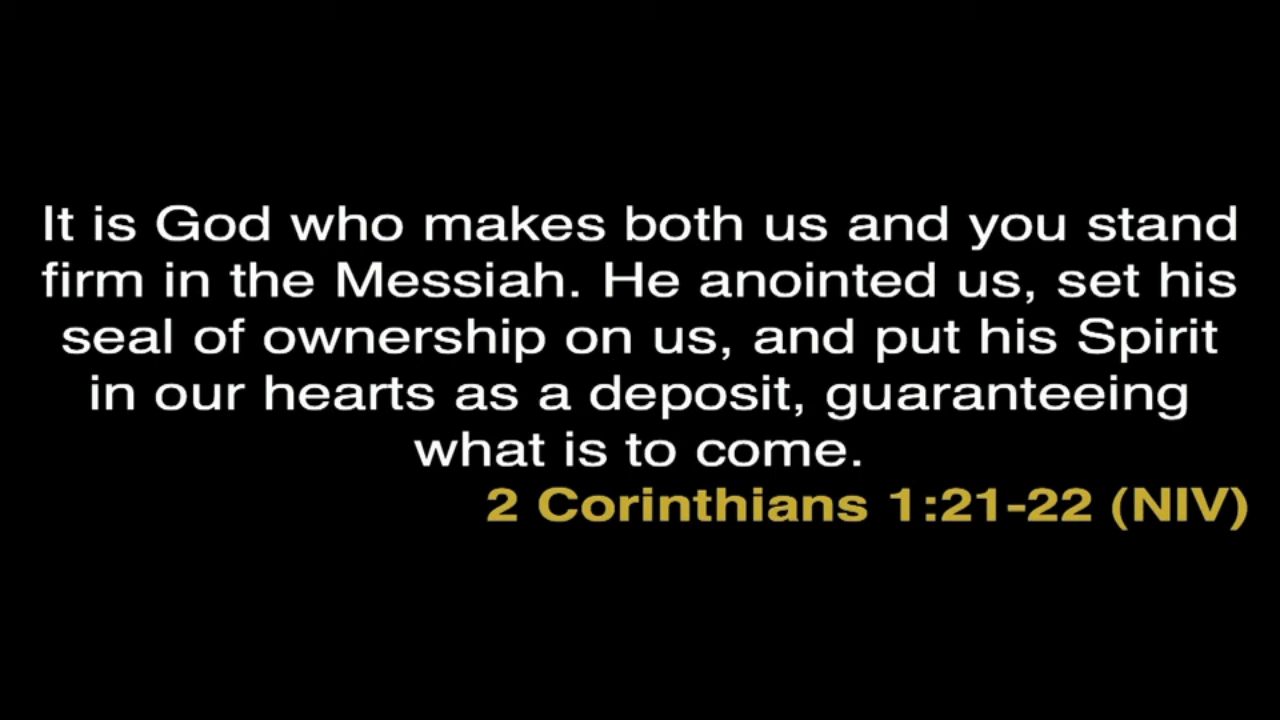 It is God who makes both us and you stand
firm in the Messiah. He anointed us, set his
seal of ownership on us, and put his Spirit
in our hearts as a deposit, guaranteeing
what is to come.
2 Corinthians 1:21-22 (NIV)